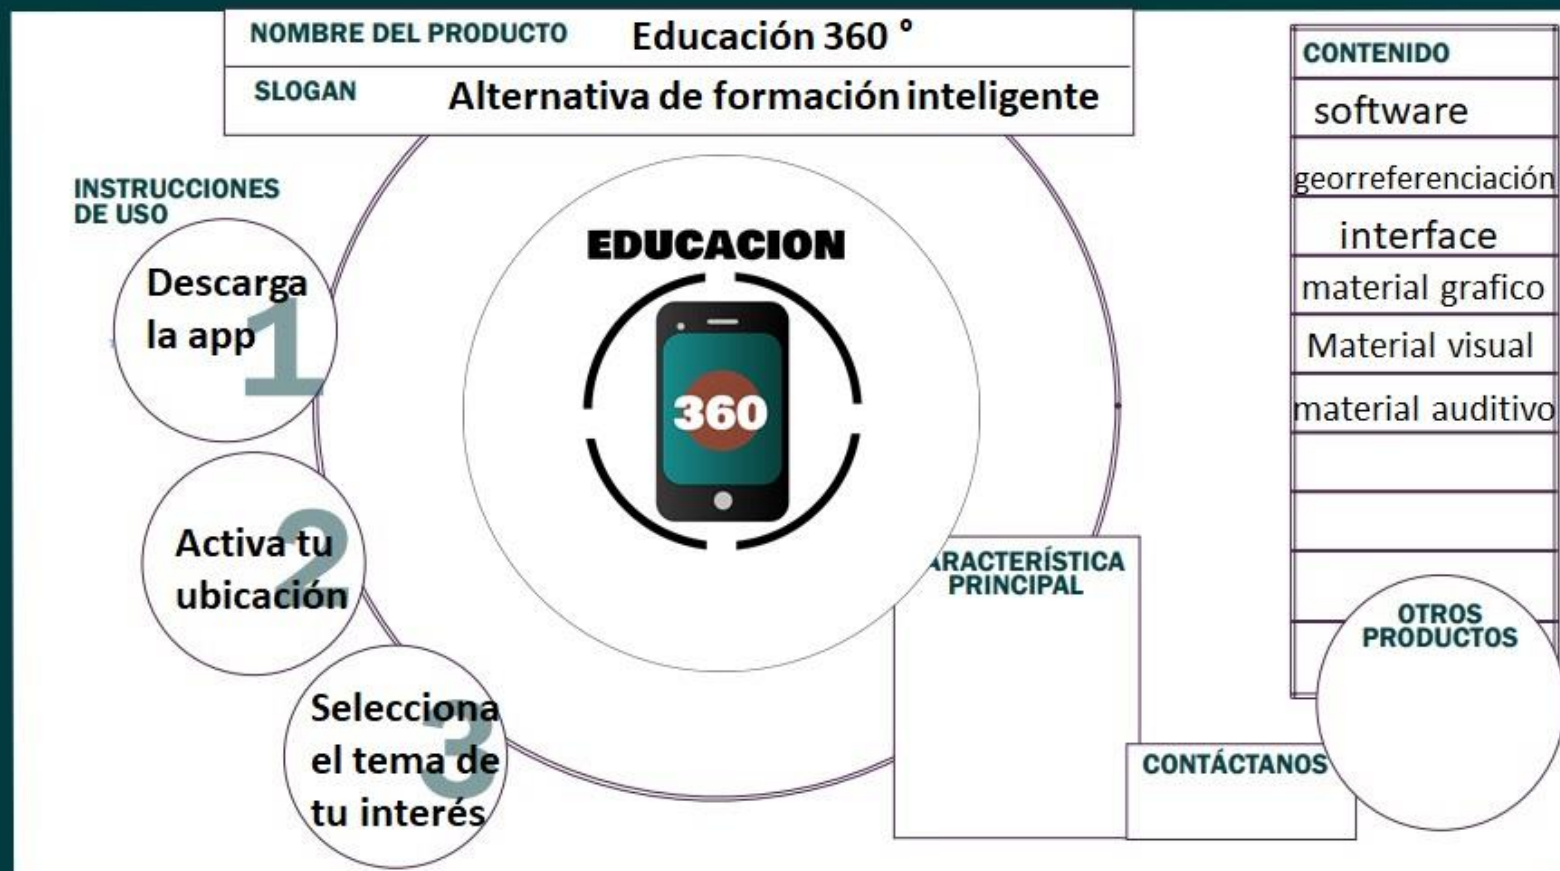 NOMBRE DEL PRODUCTO Educación 360 °
SLOGAN Alternativa de formación inteligente
INSTRUCCIONES
DE USO
1
Descarga
la app
2
Activa tu
ubicación
3
Selecciona
el tema de
tu interés
EDUCACION
360
ARACTERÍSTICA
PRINCIPAL
CONTÁCTANOS
CONTENIDO
software
georreferenciación
interface
material grafico
Material visual
material auditivo
OTROS
PRODUCTOS